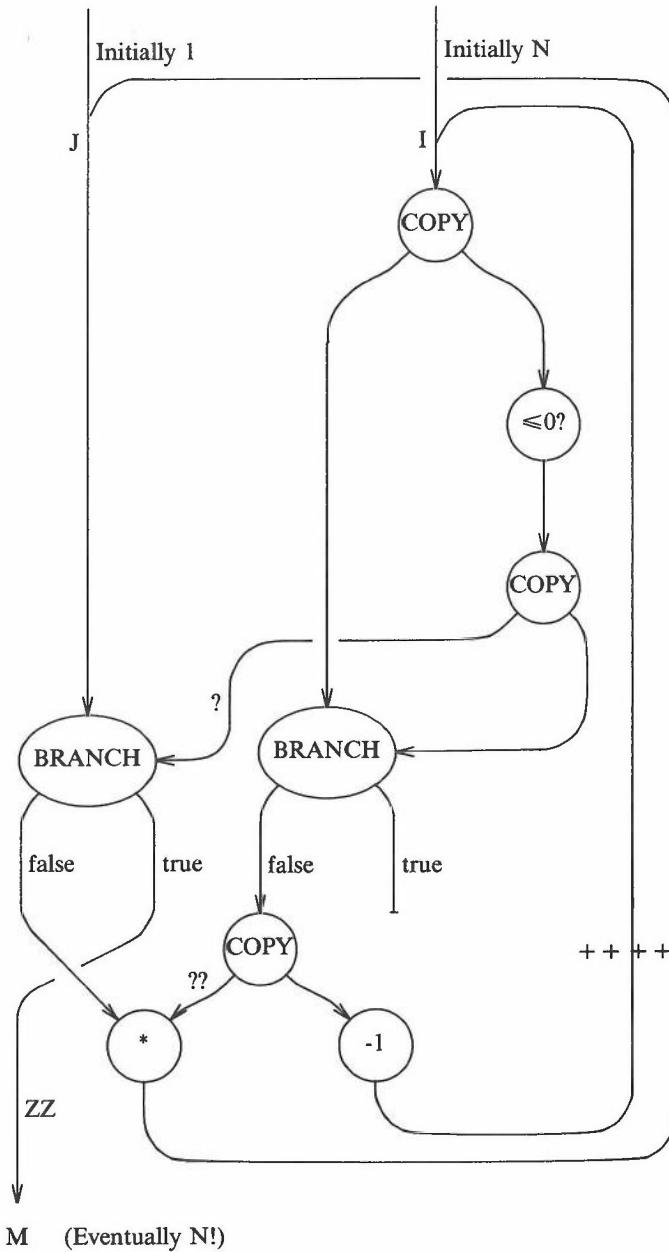 Initially 1
Initially N
J
I
COPY
≤0?
COPY
?
BRANCH
BRANCH
false
true
false
true
COPY
+ + + +
??
*
-1
ZZ
M (Eventually N!)